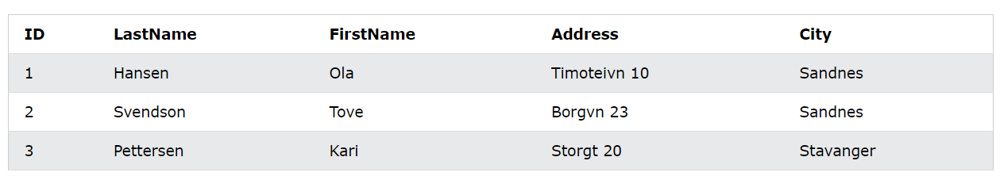 ID LastName FirstName Address City
1 Hansen Ola Timoteivn 10 Sandnes
2 Svendson Tove Borgvn 23 Sandnes
3 Pettersen Kari Storgt 20 Stavanger